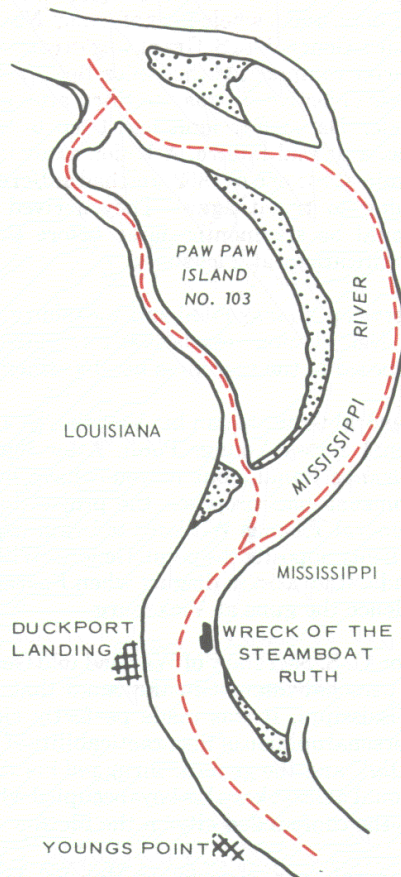 PAW PAW
ISLAND
NO. 103
MISSISSIPPI RIVER
LOUISIANA
MISSISSIPPI
DUCKPORT
LANDING
WRECK OF THE
STEAMBOAT
RUTH
YOUNGS POINT